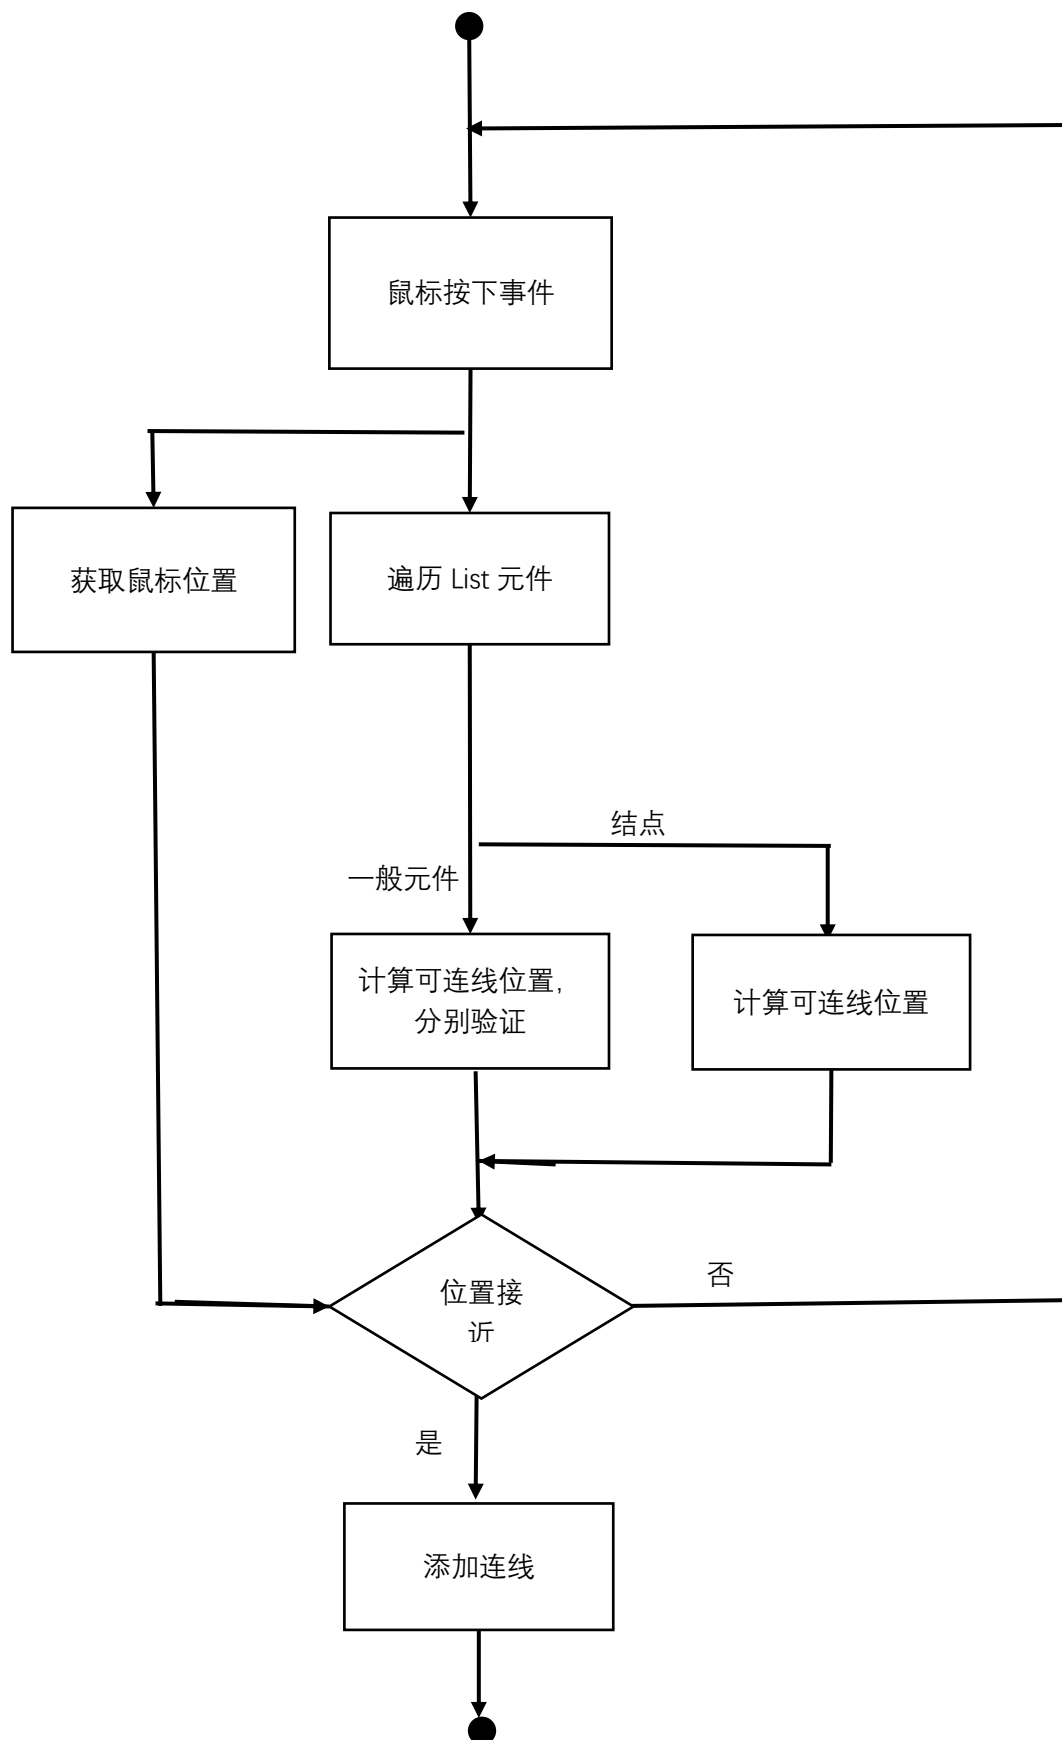 鼠标按下事件
获取鼠标位置
遍历 List 元件
结点
一般元件
计算可连线位置,
分别验证
计算可连线位置
位置接
近
否
是
添加连线